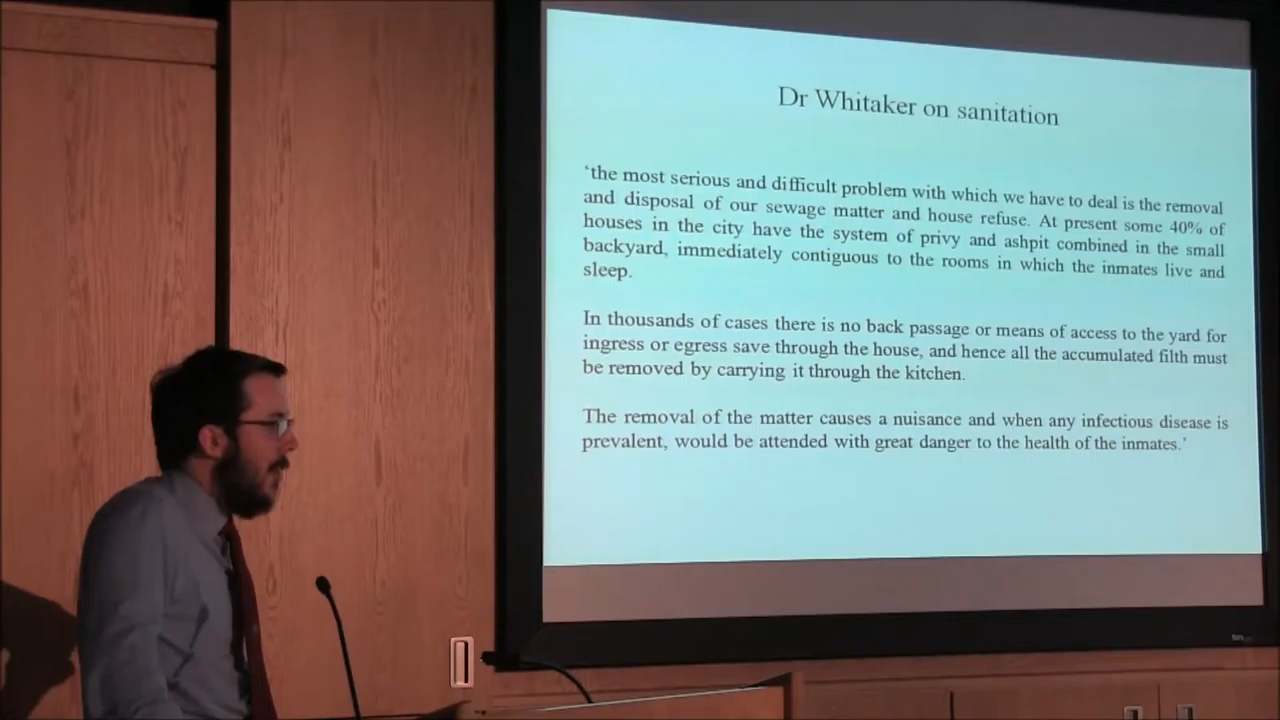 Dr Whitaker on sanitation
‘the most serious and difficult problem with which we have to deal is the removal
and disposal of our sewage matter and house refuse. At present some 40% of
houses in the city have the system of privy and ashpit combined in the small
backyard, immediately contiguous to the rooms in which the inmates live and
sleep.
In thousands of cases there is no back passage or means of access to the yard for
ingress or egress save through the house, and hence all the accumulated filth must
be removed by carrying it through the kitchen.
The removal of the matter causes a nuisance and when any infectious disease is
prevalent, would be attended with great danger to the health of the inmates.’